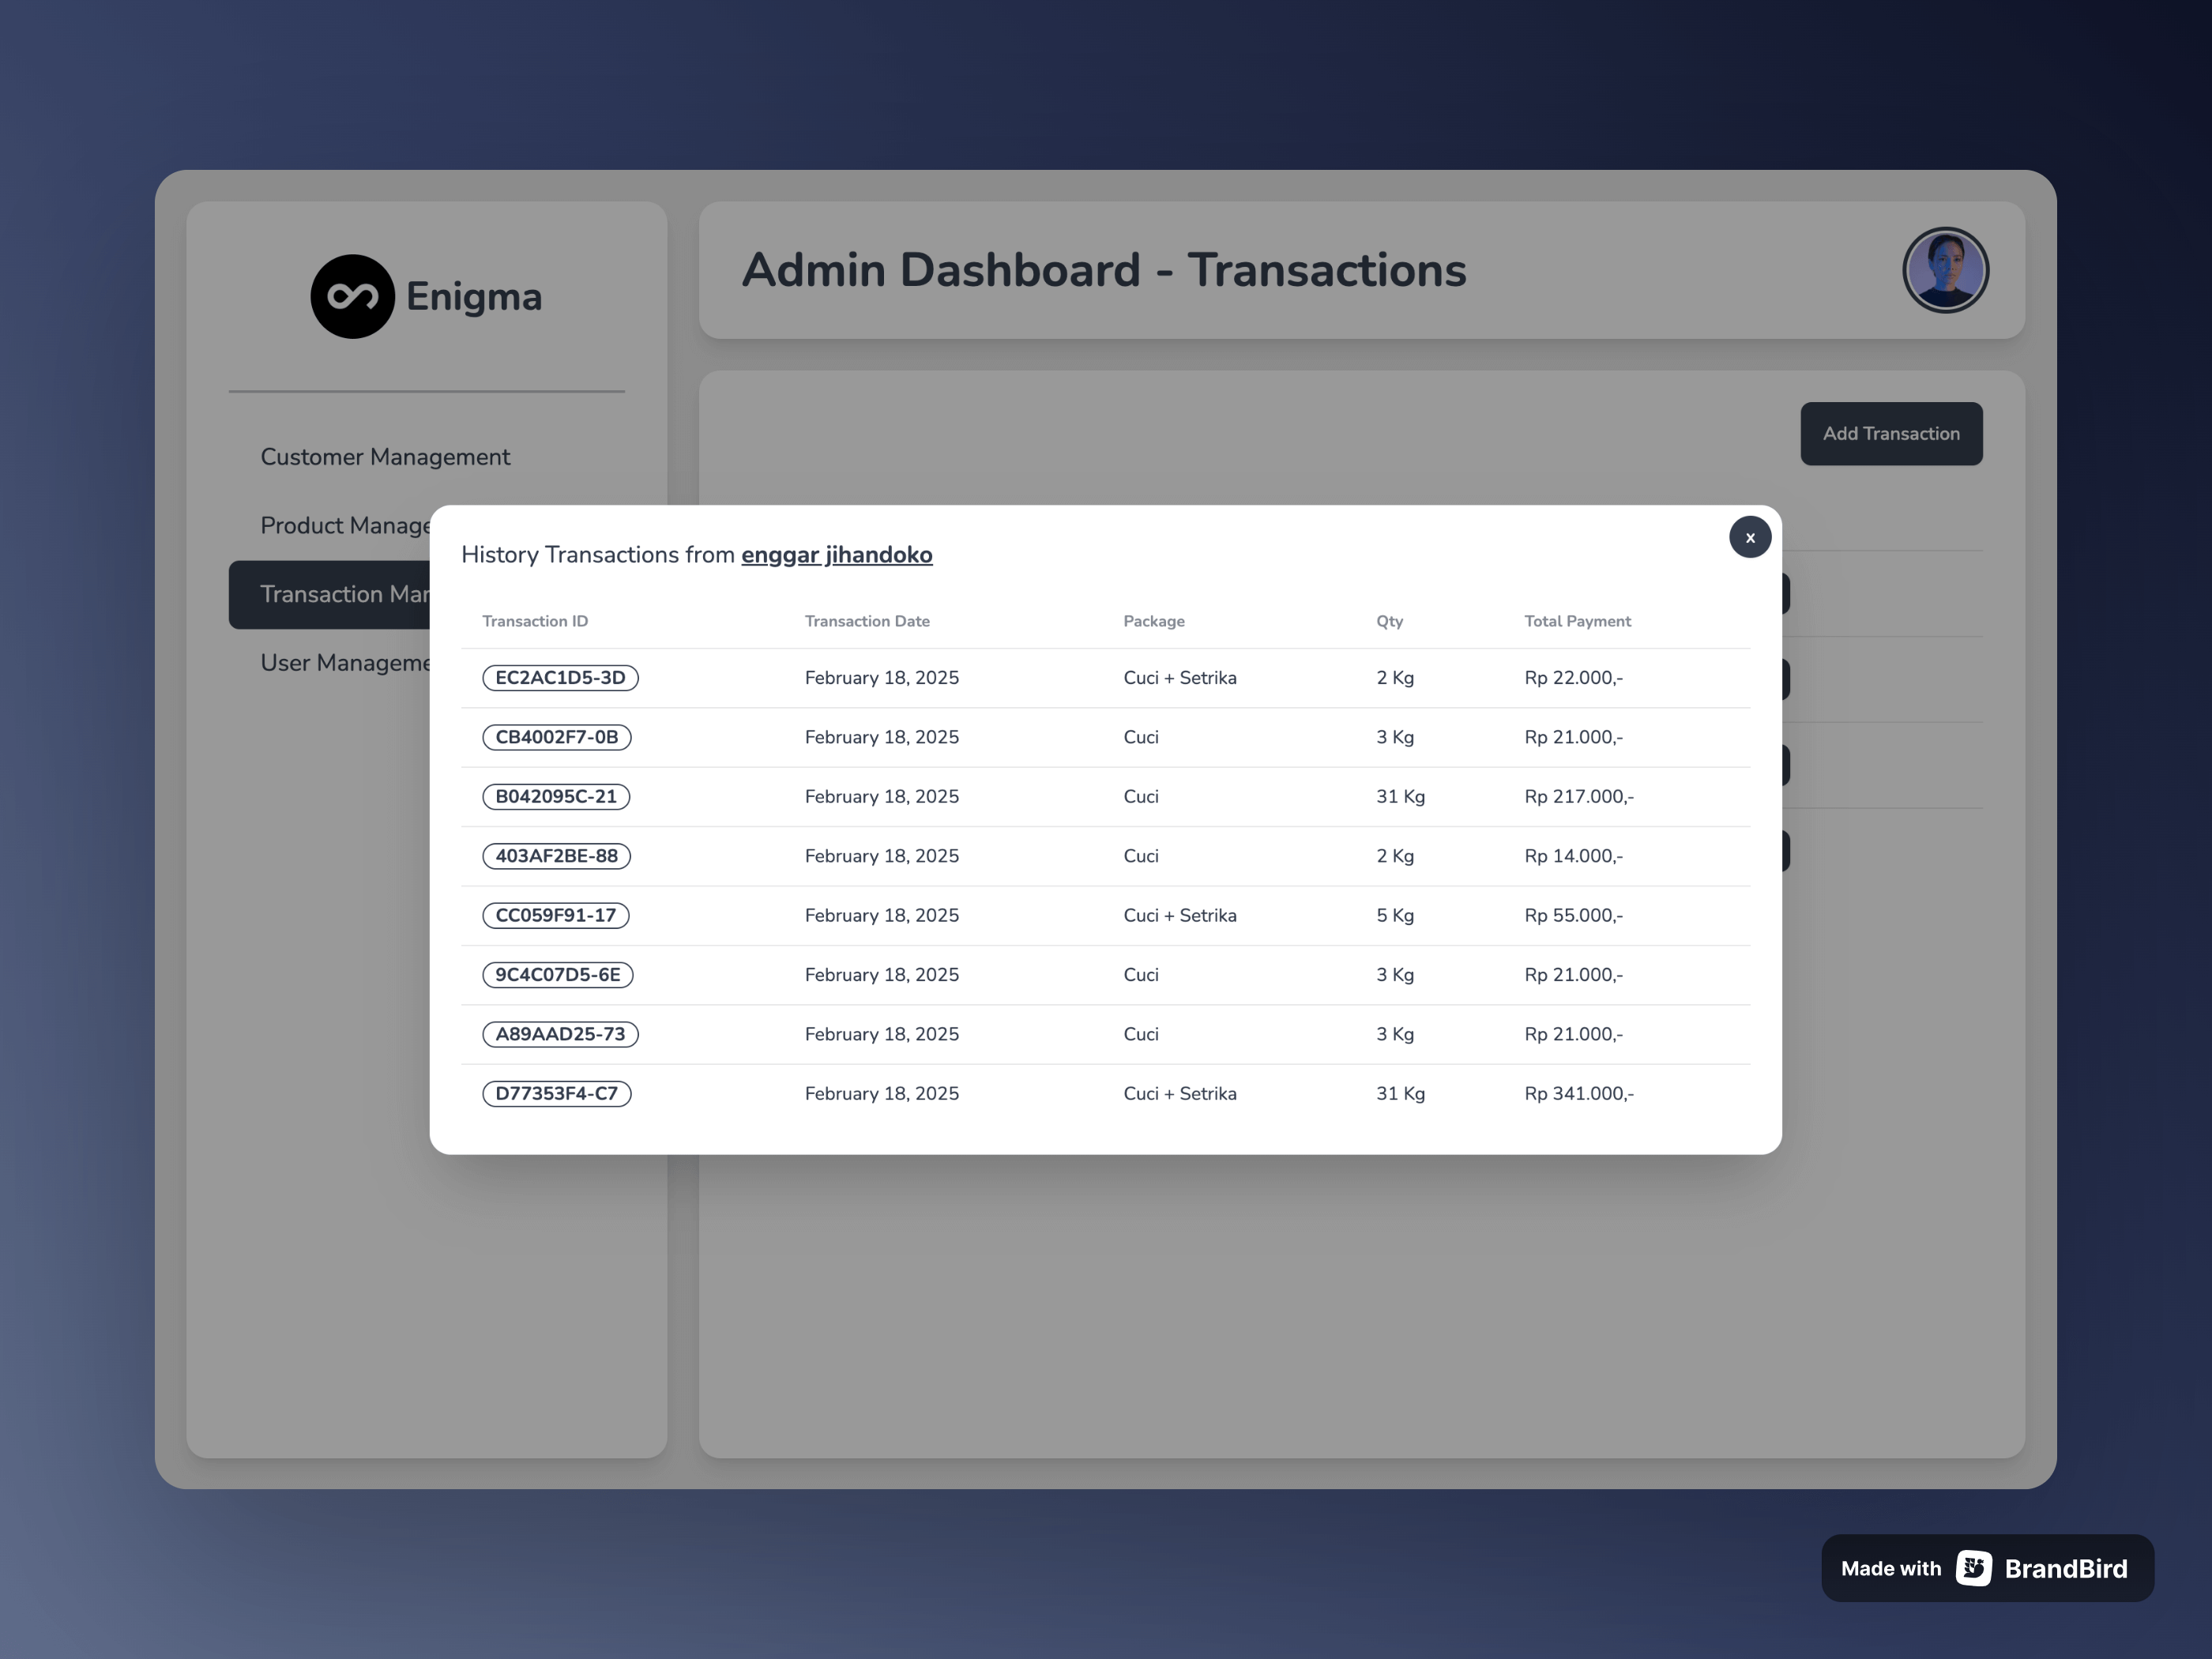 Enigma
Admin Dashboard - Transactions
Customer Management
Product Manage
Transaction Mar
User Manageme
Add Transaction
History Transactions from enggar jihandoko
x
Transaction ID Transaction Date Package Qty Total Payment
EC2AC1D5-3D February 18, 2025 Cuci + Setrika 2 Kg Rp 22.000,-
CB4002F7-0B February 18, 2025 Cuci 3 Kg Rp 21.000,-
B042095C-21 February 18, 2025 Cuci 31 Kg Rp 217.000,-
403AF2BE-88 February 18, 2025 Cuci 2 Kg Rp 14.000,-
CC059F91-17 February 18, 2025 Cuci + Setrika 5 Kg Rp 55.000,-
9C4C07D5-6E February 18, 2025 Cuci 3 Kg Rp 21.000,-
A89AAD25-73 February 18, 2025 Cuci 3 Kg Rp 21.000,-
D77353F4-C7 February 18, 2025 Cuci + Setrika 31 Kg Rp 341.000,-
Made with BrandBird